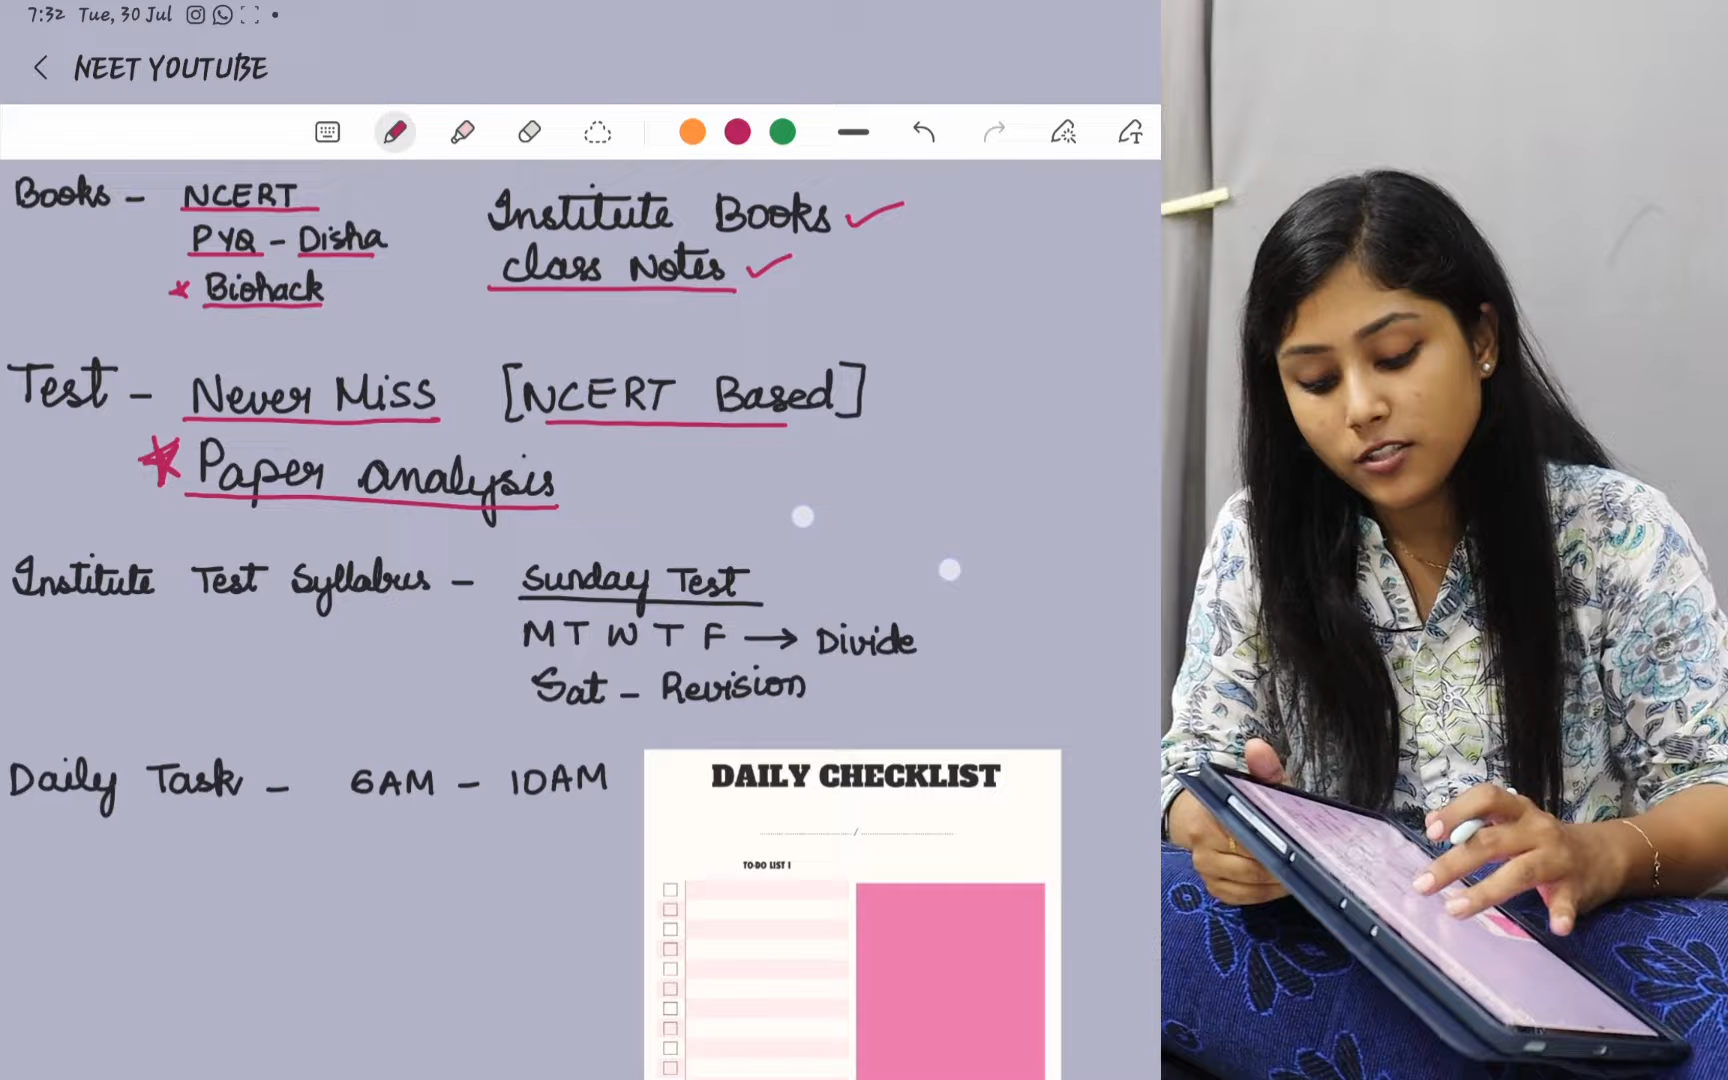 7:32 Tue, 30 Jul
NEET YOUTUBE
Books - NCERT
PYQ - Disha
* Biohack
Institute Books ✓
Class Notes ✓
Test - Never Miss [NCERT Based]
* Paper analysis
Institute Test Syllabus - Sunday Test
M T W T F → Divide
Sat - Revision
Daily Task - 6AM - 10AM
DAILY CHECKLIST
/
TO-DO LIST 1